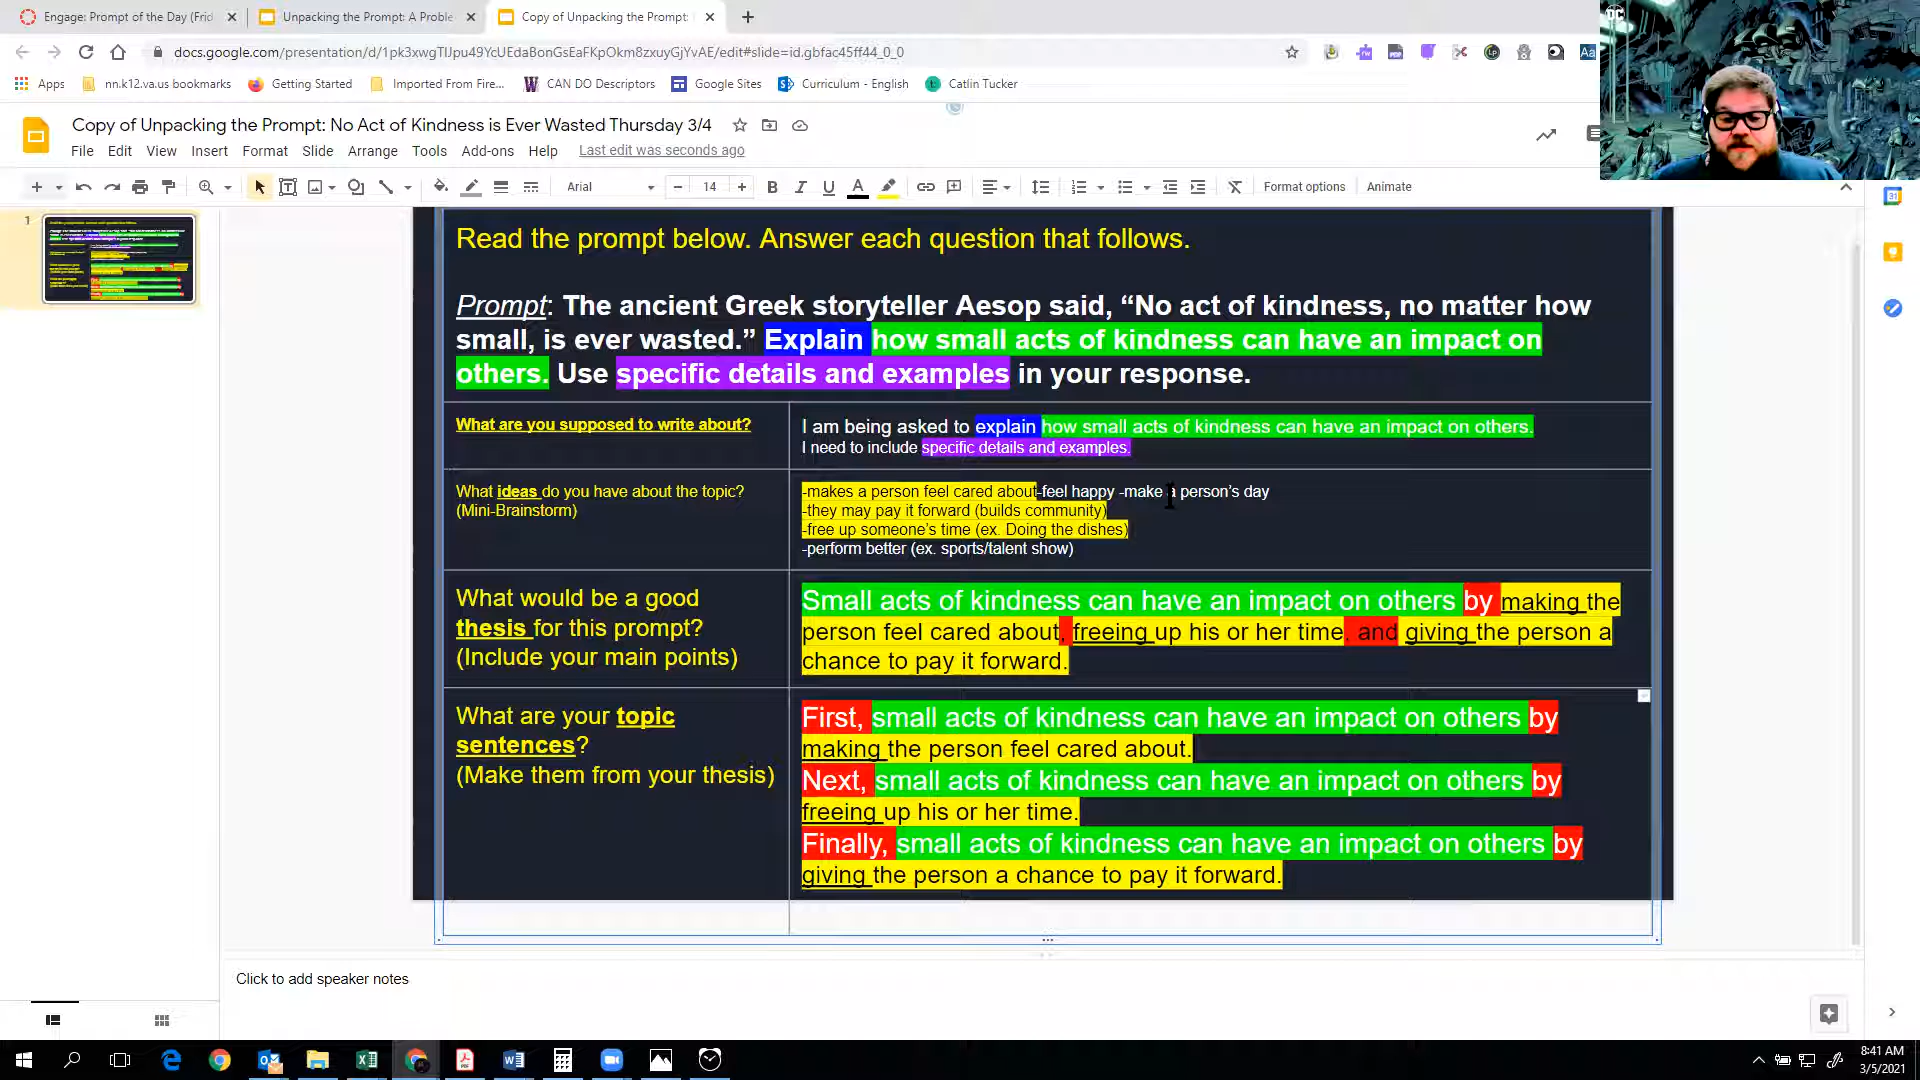 Engage: Prompt of the Day (Frid
Unpacking the Prompt: A Proble
Copy of Unpacking the Prompt:
docs.google.com/presentation/d/1pk3xwgTlJpu49YcUEdaBonGsEaFKpOkm8zxuyGjYvAE/edit#slide=id.gbfac45ff44_0_0
Apps
nn.k12.va.us bookmarks
Getting Started
Imported From Fire...
CAN DO Descriptors
Google Sites
Curriculum - English
Catlin Tucker
DC
Copy of Unpacking the Prompt: No Act of Kindness is Ever Wasted Thursday 3/4
File Edit View Insert Format Slide Arrange Tools Add-ons Help Last edit was seconds ago
Arial 14 Format options Animate
1
Read the prompt below. Answer each question that follows.
Prompt: The ancient Greek storyteller Aesop said, “No act of kindness, no matter how
small, is ever wasted.” Explain how small acts of kindness can have an impact on
others. Use specific details and examples in your response.
What are you supposed to write about?
I am being asked to explain how small acts of kindness can have an impact on others.
I need to include specific details and examples.
What ideas do you have about the topic?
(Mini-Brainstorm)
-makes a person feel cared about-feel happy -make a person’s day
-they may pay it forward (builds community)
-free up someone’s time (ex. Doing the dishes)
-perform better (ex. sports/talent show)
What would be a good
thesis for this prompt?
(Include your main points)
Small acts of kindness can have an impact on others by making the
person feel cared about, freeing up his or her time, and giving the person a
chance to pay it forward.
What are your topic
sentences?
(Make them from your thesis)
First, small acts of kindness can have an impact on others by
making the person feel cared about.
Next, small acts of kindness can have an impact on others by
freeing up his or her time.
Finally, small acts of kindness can have an impact on others by
giving the person a chance to pay it forward.
Click to add speaker notes
8:41 AM
3/5/2021